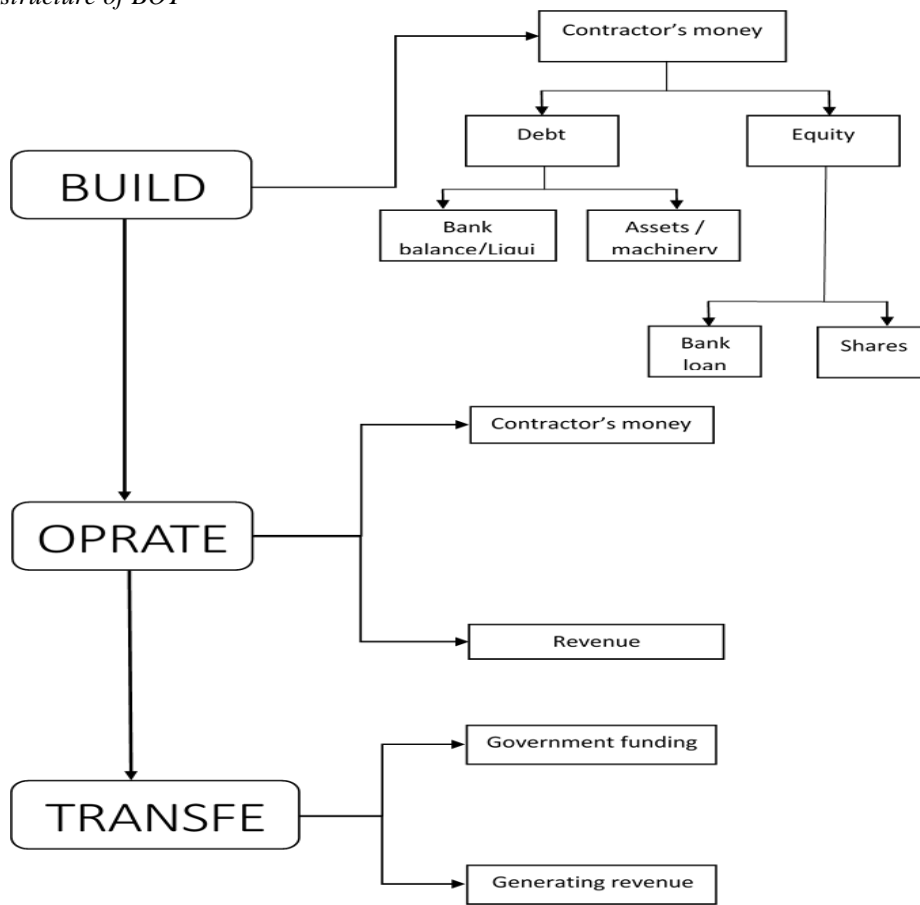 structure of BOT
Contractor's money
Debt
Equity
BUILD
Bank
balance/Liqui
Assets /
machinery
Bank
loan
Shares
Contractor's money
OPRATE
Revenue
Government funding
TRANSFE
Generating revenue